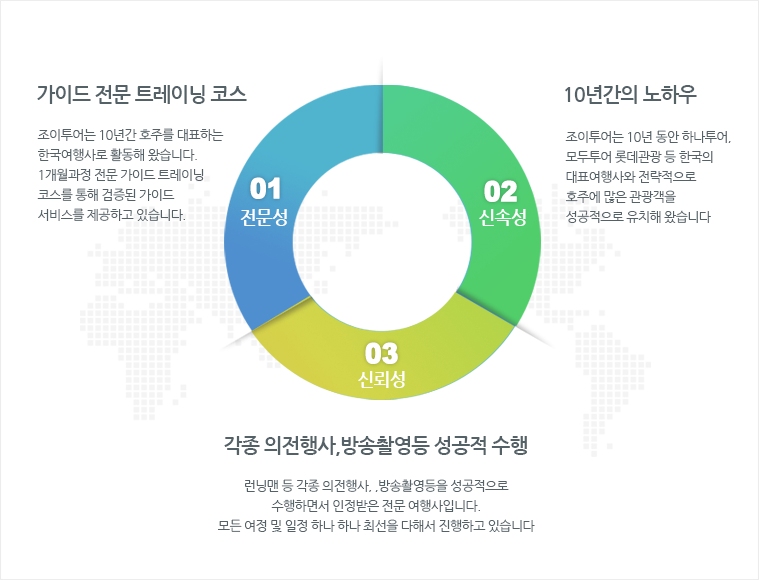 가이드 전문 트레이닝 코스
조이투어는 10년간 호주를 대표하는
한국여행사로 활동해 왔습니다.
1개월과정 전문 가이드 트레이닝
코스를 통해 검증된 가이드
서비스를 제공하고 있습니다.
10년간의 노하우
조이투어는 10년 동안 하나투어,
모두투어 롯데관광 등 한국의
대표여행사와 전략적으로
호주에 많은 관광객을
성공적으로 유치해 왔습니다
01
전문성
02
신속성
03
신뢰성
각종 의전행사,방송촬영등 성공적 수행
런닝맨 등 각종 의전행사, ,방송촬영등을 성공적으로
수행하면서 인정받은 전문 여행사입니다.
모든 여정 및 일정 하나 하나 최선을 다해서 진행하고 있습니다